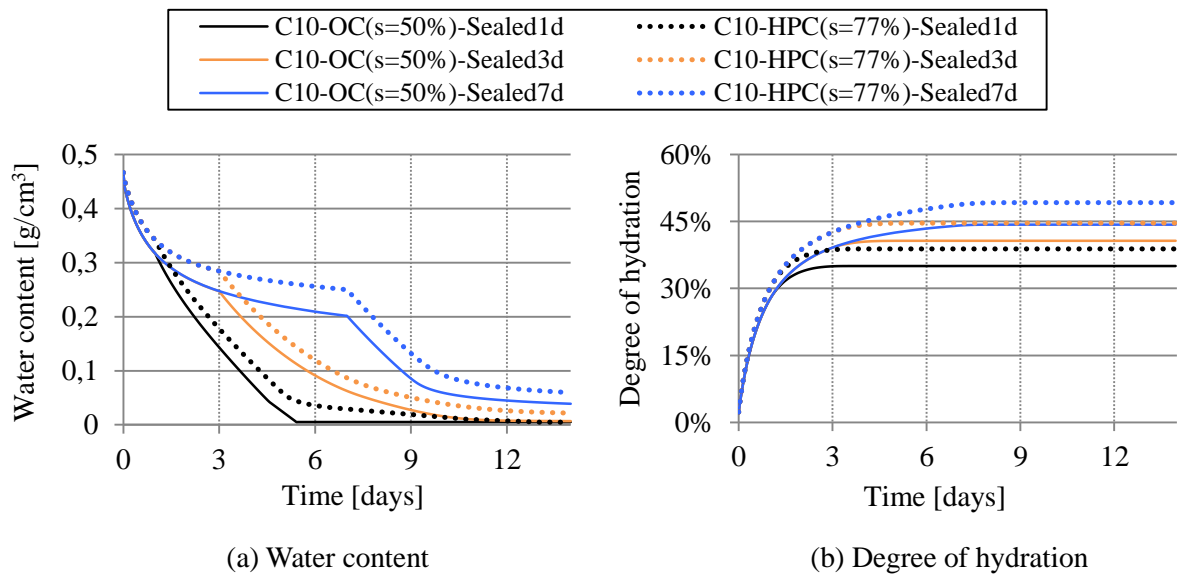 C10-OC(s=50%)-Sealed1d C10-HPC(s=77%)-Sealed1d
C10-OC(s=50%)-Sealed3d C10-HPC(s=77%)-Sealed3d
C10-OC(s=50%)-Sealed7d C10-HPC(s=77%)-Sealed7d
Water content [g/cm³]
0,5
0,4
0,3
0,2
0,1
0
0 3 6 9 12
Time [days]
(a) Water content
Degree of hydration
60%
45%
30%
15%
0%
0 3 6 9 12
Time [days]
(b) Degree of hydration